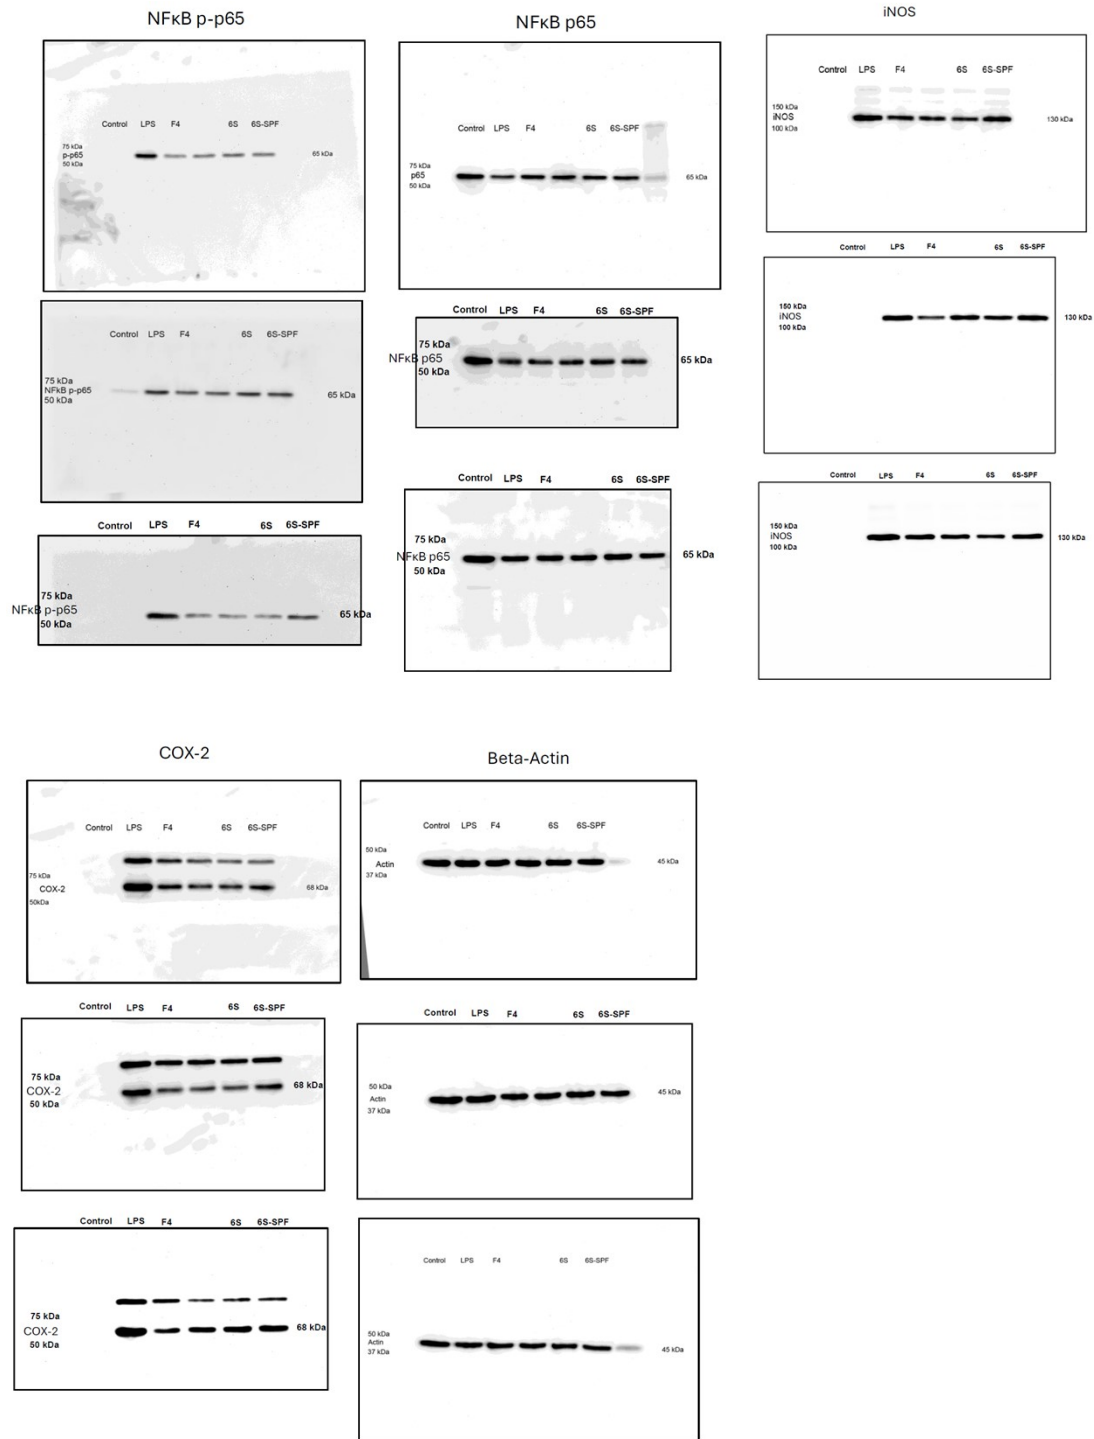 NFκB p-p65
Control LPS F4 6S 6S-SPF
75 kDa
p-p65
50 kDa
65 kDa
Control LPS F4 6S 6S-SPF
75 kDa
NFkB p-p65
50 kDa
65 kDa
Control LPS F4 6S 6S-SPF
75 kDa
NFκB p-p65
50 kDa
65 kDa
NFκB p65
Control LPS F4 6S 6S-SPF
75 kDa
p65
50 kDa
65 kDa
Control LPS F4 6S 6S-SPF
75 kDa
NFκB p65
50 kDa
65 kDa
Control LPS F4 6S 6S-SPF
75 kDa
NFκB p65
50 kDa
65 kDa
iNOS
Control LPS F4 6S 6S-SPF
150 kDa
iNOS
100 kDa
130 kDa
Control LPS F4 6S 6S-SPF
150 kDa
iNOS
100 kDa
130 kDa
Control LPS F4 6S 6S-SPF
150 kDa
iNOS
100 kDa
130 kDa
COX-2
Control LPS F4 6S 6S-SPF
75 kDa
COX-2
50kDa
68 kDa
Control LPS F4 6S 6S-SPF
75 kDa
COX-2
50 kDa
68 kDa
Control LPS F4 6S 6S-SPF
75 kDa
COX-2
50 kDa
68 kDa
Beta-Actin
Control LPS F4 6S 6S-SPF
50 kDa
Actin
37 kDa
45 kDa
Control LPS F4 6S 6S-SPF
50 kDa
Actin
37 kDa
45 kDa
Control LPS F4 6S 6S-SPF
50 kDa
Actin
37 kDa
45 kDa